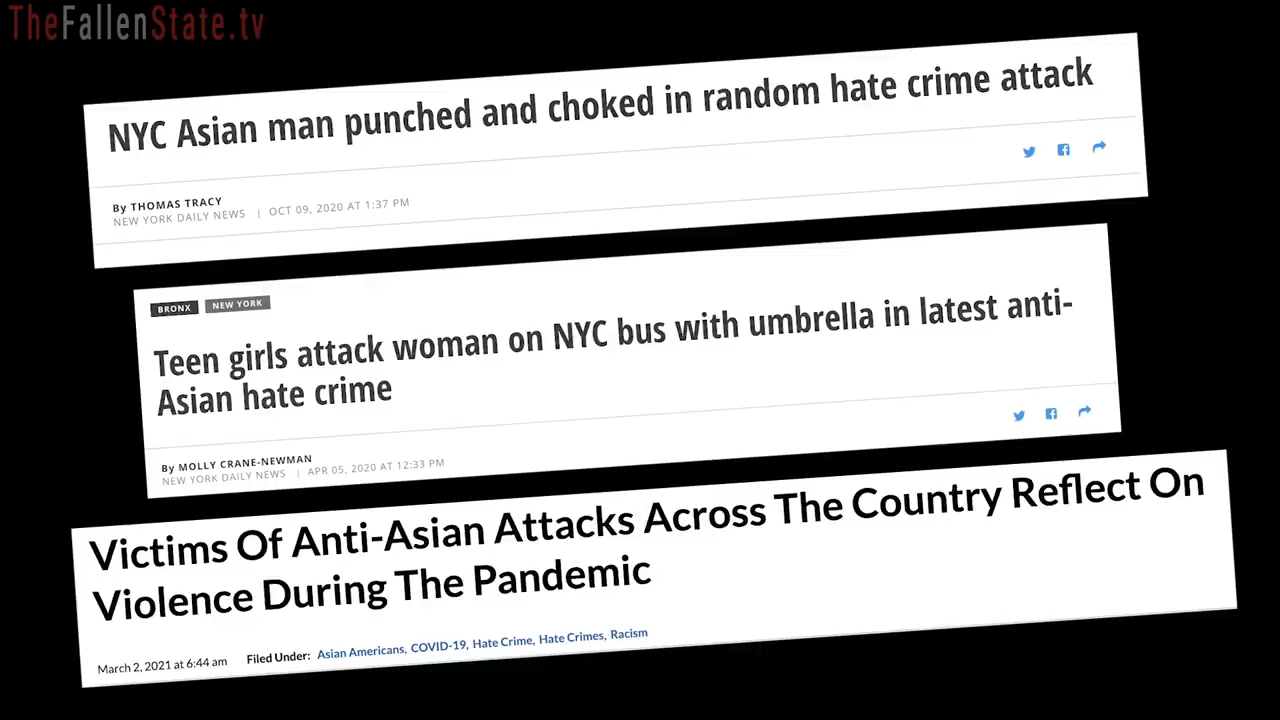 TheFallenState.tv
NYC Asian man punched and choked in random hate crime attack
By THOMAS TRACY
NEW YORK DAILY NEWS | OCT 09, 2020 AT 1:37 PM
BRONX NEW YORK
Teen girls attack woman on NYC bus with umbrella in latest anti-
Asian hate crime
By MOLLY CRANE-NEWMAN
NEW YORK DAILY NEWS | APR 05, 2020 AT 12:33 PM
Victims Of Anti-Asian Attacks Across The Country Reflect On
Violence During The Pandemic
March 2, 2021 at 6:44 am Filed Under: Asian Americans, COVID-19, Hate Crime, Hate Crimes, Racism